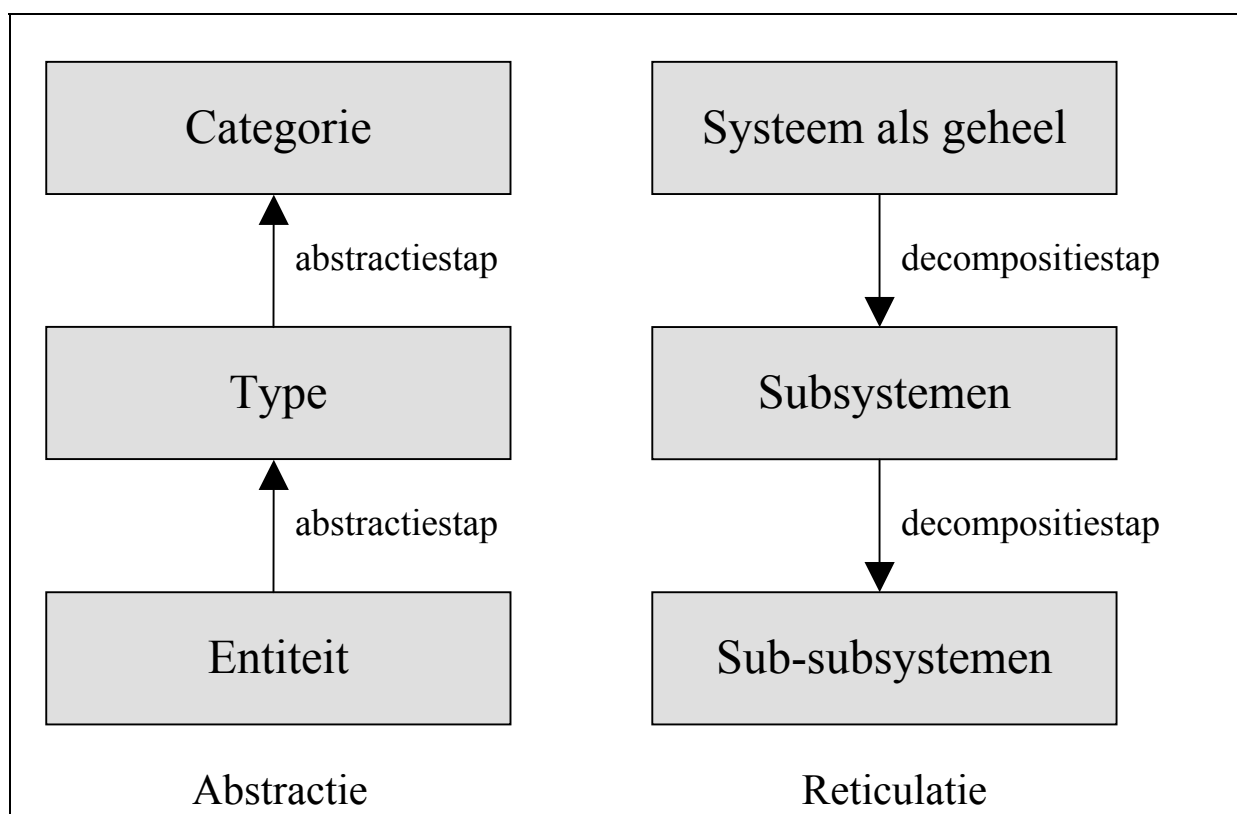 Categorie
abstractiestap
Type
abstractiestap
Entiteit
Abstractie
Systeem als geheel
decompositiestap
Subsystemen
decompositiestap
Sub-subsystemen
Reticulatie